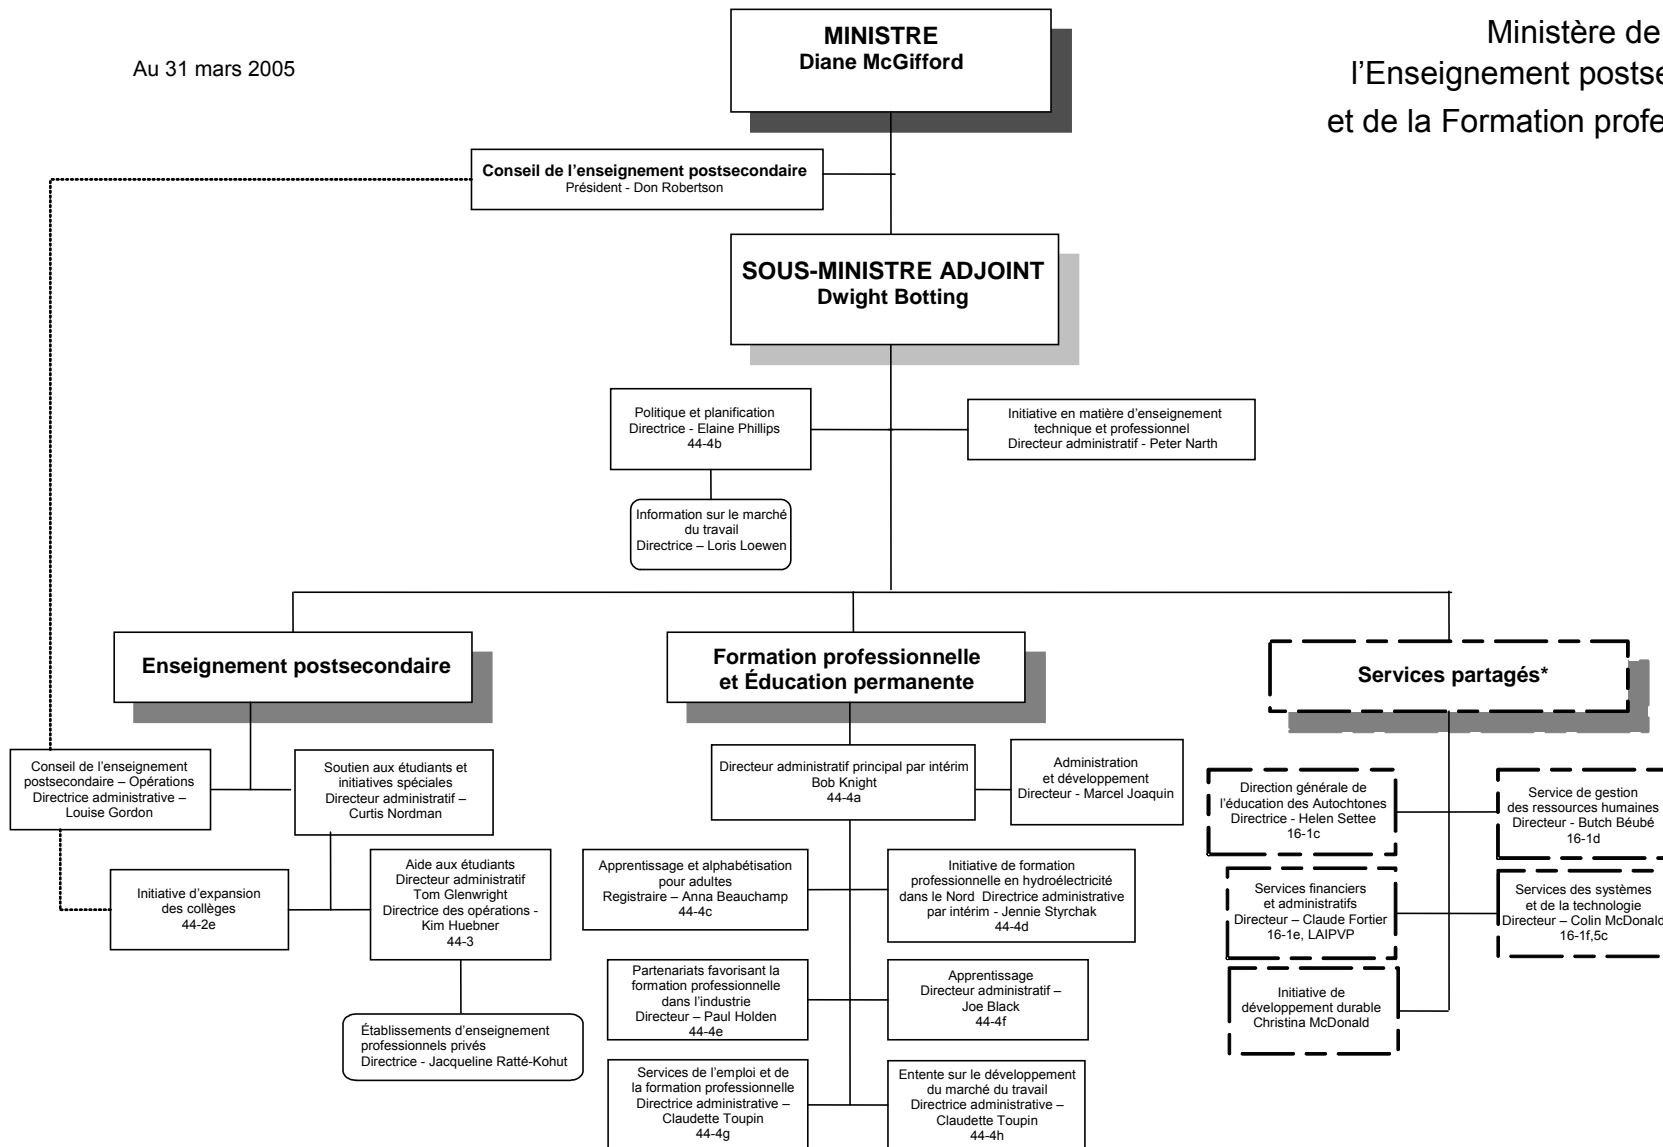 Au 31 mars 2005
MINISTRE
Diane McGifford
Ministère de
l'Enseignement
et de la Formation
Conseil de l'enseignement postsecondaire
Président - Don Robertson
SOUS-MINISTRE ADJOINT
Dwight Botting
Politique et planification
Directrice - Elaine Phillips
44-4b
Initiative en matière d'enseignement
technique et professionnel
Directeur administratif - Peter Narth
Information sur le marché
du travail
Directrice – Loris Loewen
Enseignement postsecondaire
Formation professionnelle
et Éducation permanente
Services partagés*
Conseil de l'enseignement
postsecondaire – Opérations
Directrice administrative –
Louise Gordon
Soutien aux étudiants et
initiatives spéciales
Directeur administratif –
Curtis Nordman
Initiative d'expansion
des collèges
44-2e
Aide aux étudiants
Directeur administratif
Tom Glenwright
Directrice des opérations -
Kim Huebner
44-3
Établissements d'enseignement
professionnels privés
Directrice - Jacqueline Ratté-Kohut
Directeur administratif principal par intérim
Bob Knight
44-4a
Administration
et développement
Directeur - Marcel Joaquin
Apprentissage et alphabétisation
pour adultes
Registraire – Anna Beauchamp
44-4c
Initiative de formation
professionnelle en hydroélectricité
dans le Nord Directrice administrative
par intérim - Jennie Styrchak
44-4d
Partenariats favorisant la
formation professionnelle
dans l'industrie
Directeur – Paul Holden
44-4e
Apprentissage
Directeur administratif –
Joe Black
44-4f
Services de l'emploi et de
la formation professionnelle
Directrice administrative –
Claudette Toupin
44-4g
Entente sur le développement
du marché du travail
Directrice administrative –
Claudette Toupin
44-4h
Direction générale de
l'éducation des Autochtones
Directrice - Helen Settee
16-1c
Service de gestion
des ressources humaines
Directeur - Butch Béubé
16-1d
Services financiers
et administratifs
Directeur – Claude Fortier
16-1e, LAIPVP
Services des systèmes
et de la technologie
Directeur – Colin McDonald
16-1f,5c
Initiative de
développement durable
Christina McDonald